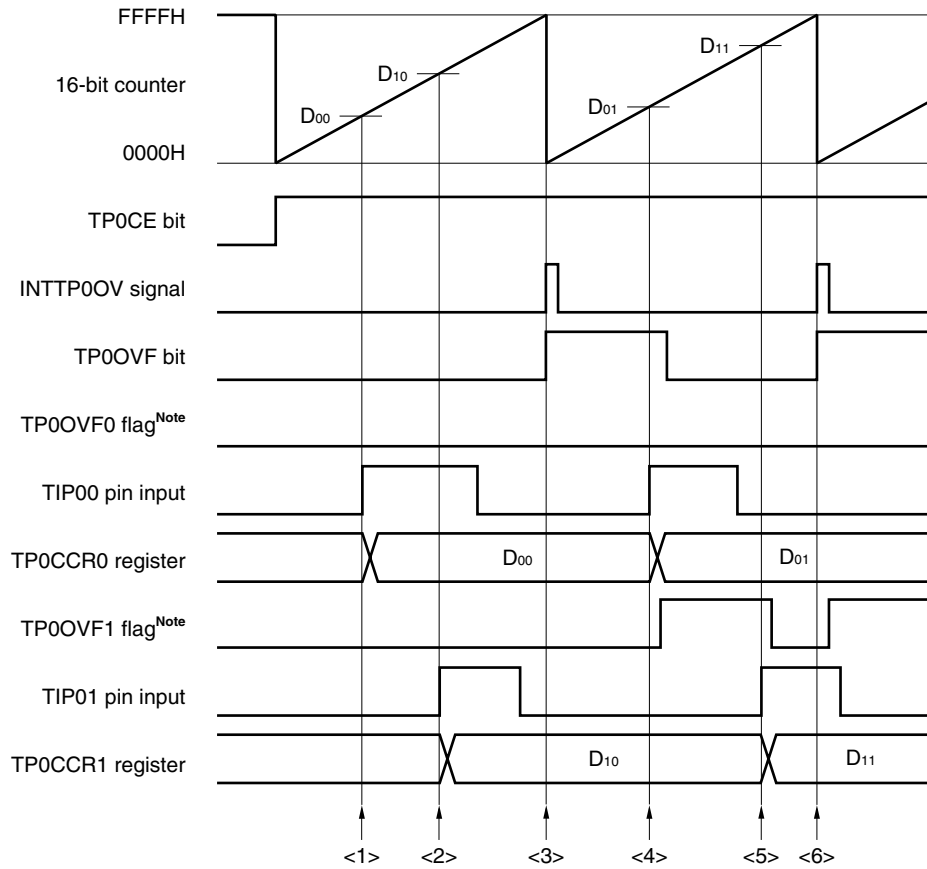 FFFFH
D11
D10
16-bit counter
D00
D01
0000H
TP0CE bit
INTTP0OV signal
TP0OVF bit
TP0OVF0 flagNote
TIP00 pin input
TP0CCR0 register
D00
D01
TP0OVF1 flagNote
TIP01 pin input
TP0CCR1 register
D10
D11
<1> <2> <3> <4> <5> <6>